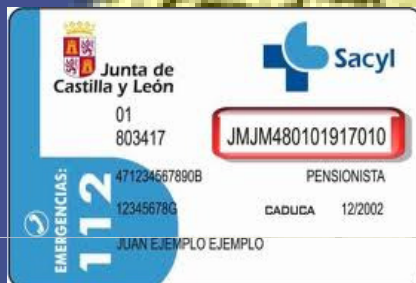 Junta de
Castilla y León
Sacyl
01
803417
JMJM480101917010
471234567890B
PENSIONISTA
12345678G
CADUCA 12/2002
JUAN EJEMPLO EJEMPLO
EMERGENCIAS:
112